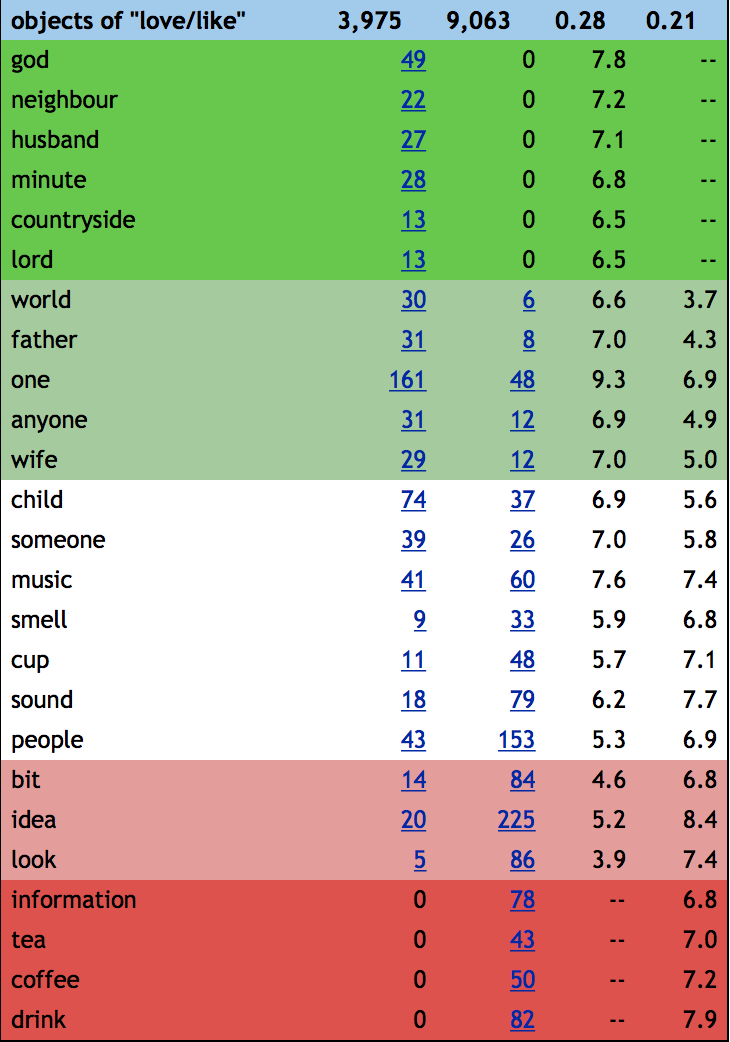 objects of "love/like" 3,975 9,063 0.28 0.21
god 49 0 7.8 --
neighbour 22 0 7.2 --
husband 27 0 7.1 --
minute 28 0 6.8 --
countryside 13 0 6.5 --
lord 13 0 6.5 --
world 30 6 6.6 3.7
father 31 8 7.0 4.3
one 161 48 9.3 6.9
anyone 31 12 6.9 4.9
wife 29 12 7.0 5.0
child 74 37 6.9 5.6
someone 39 26 7.0 5.8
music 41 60 7.6 7.4
smell 9 33 5.9 6.8
cup 11 48 5.7 7.1
sound 18 79 6.2 7.7
people 43 153 5.3 6.9
bit 14 84 4.6 6.8
idea 20 225 5.2 8.4
look 5 86 3.9 7.4
information 0 78 -- 6.8
tea 0 43 -- 7.0
coffee 0 50 -- 7.2
drink 0 82 -- 7.9